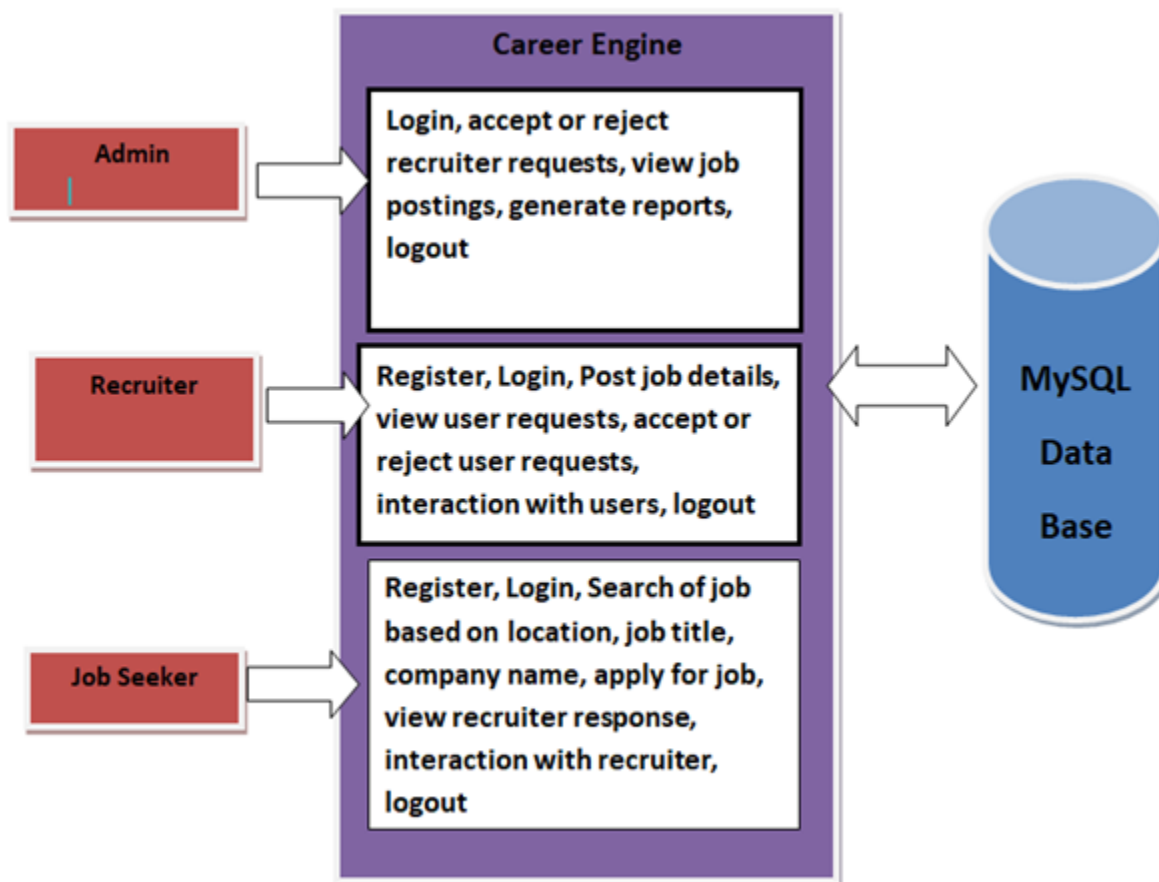 Career Engine
Admin
Login, accept or reject
recruiter requests, view job
postings, generate reports,
logout
Recruiter
Register, Login, Post job details,
view user requests, accept or
reject user requests,
interaction with users, logout
Job Seeker
Register, Login, Search of job
based on location, job title,
company name, apply for job,
view recruiter response,
interaction with recruiter,
logout
MySQL
Data
Base